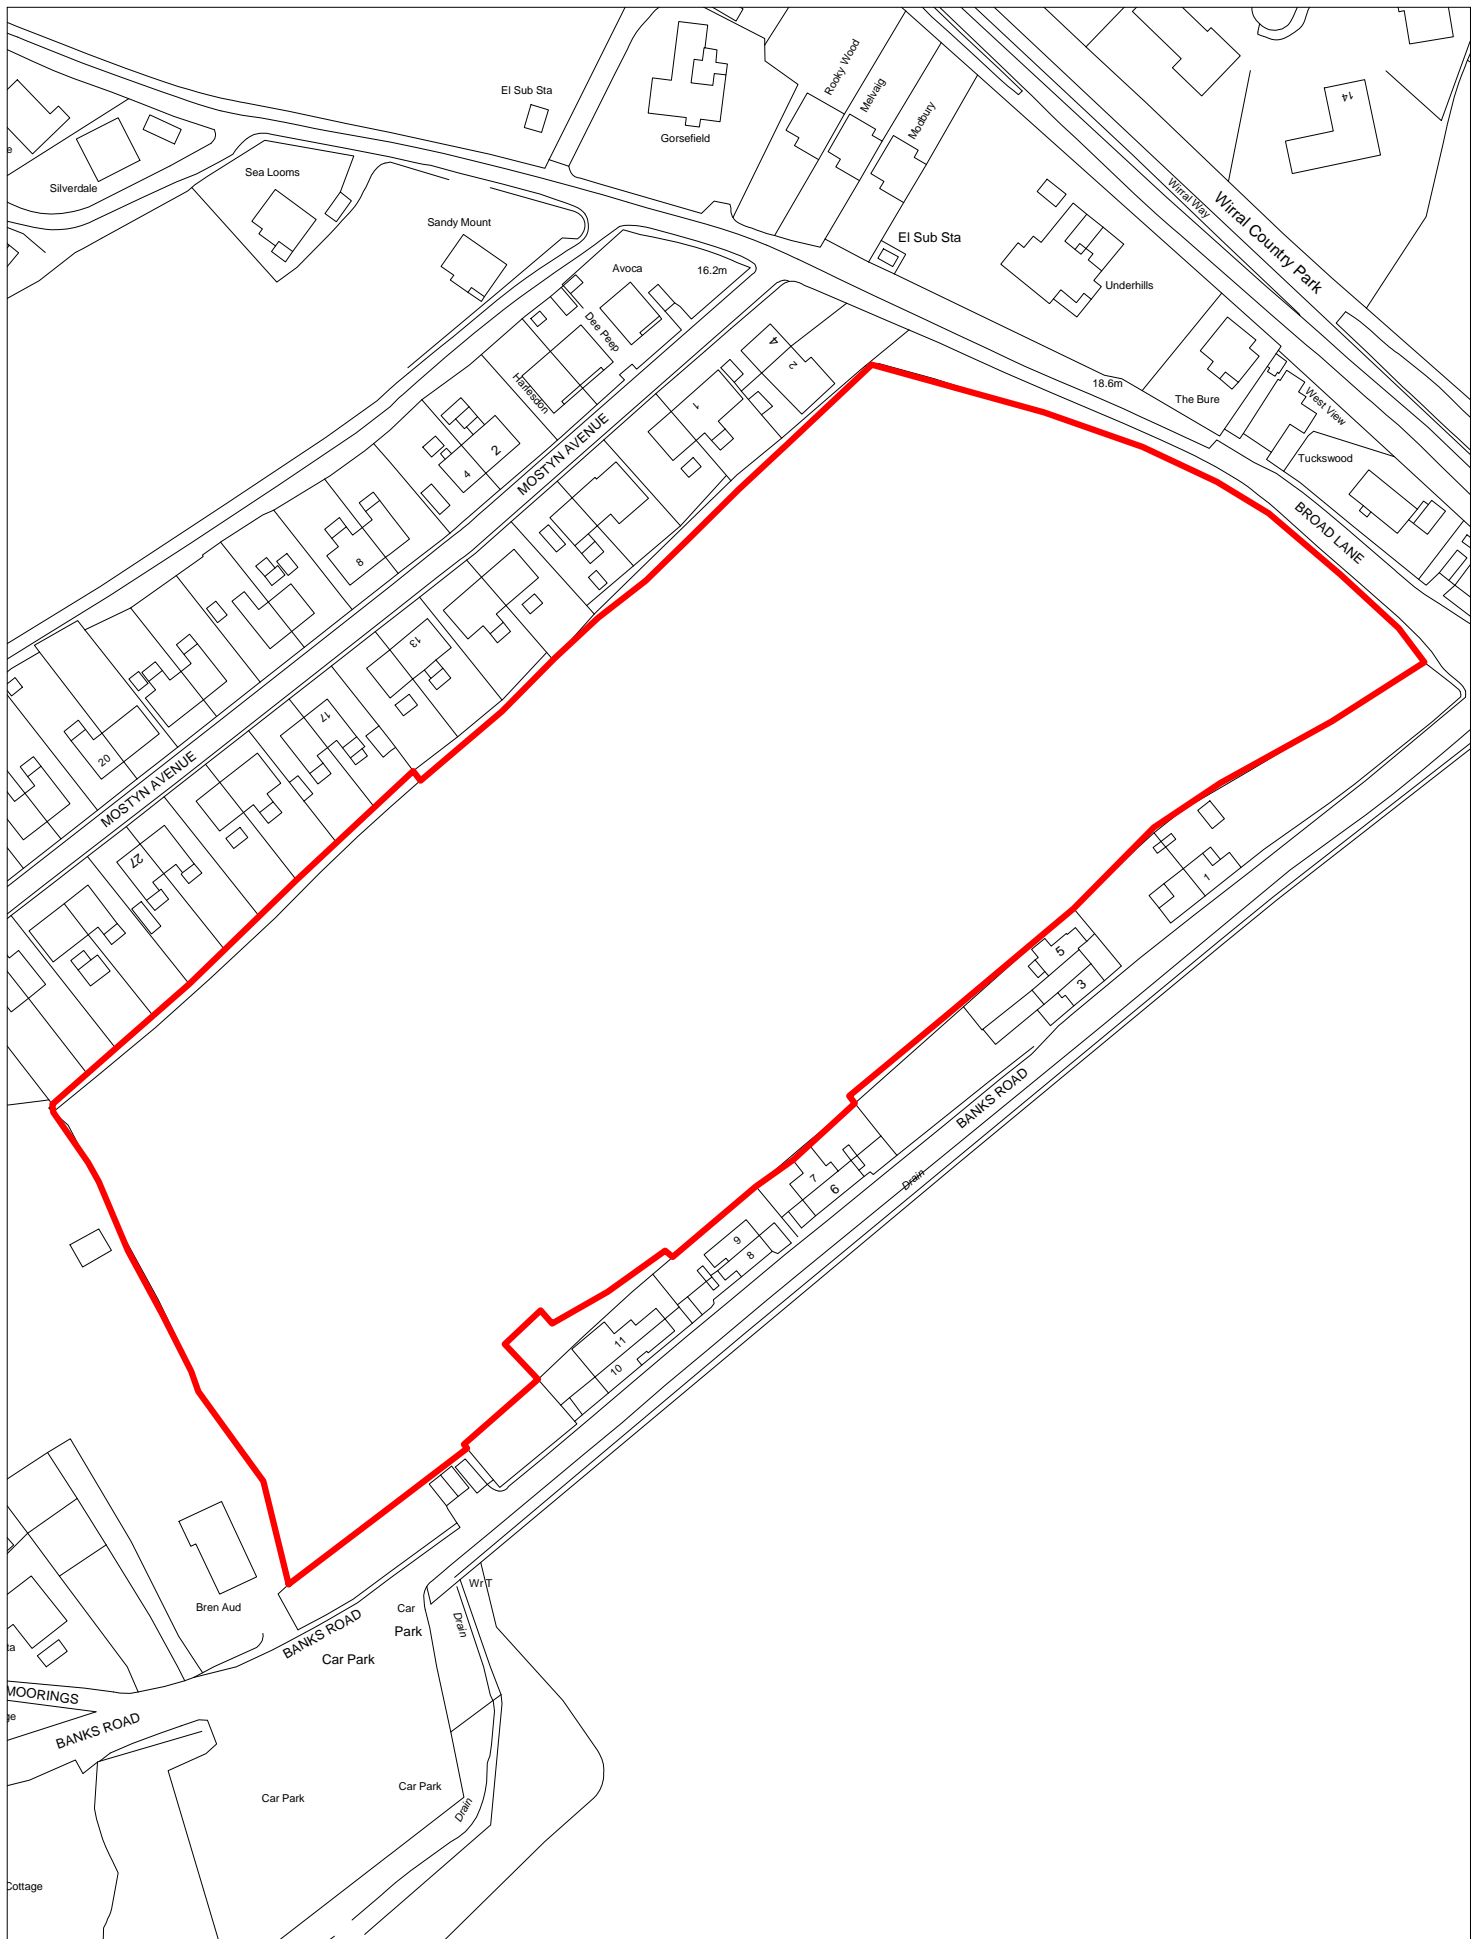 El Sub Sta
Rocky Wood
Melvaig
Modbury
14
Gorsefield
e
Silverdale
Sea Looms
Wirral Way
Wirral Country Park
Sandy Mount
El Sub Sta
Avoca
16.2m
Underhills
Dee Peep
4
2
18.6m
The Bure
West View
Harlesdon
1
MOSTYN AVENUE
2
4
Tuckswood
BROAD LANE
8
13
17
20
MOSTYN AVENUE
27
1
5
3
BANKS ROAD
7
6
Drain
9
8
11
10
Wr T
Bren Aud
Car
Park
Drain
BANKS ROAD
Car Park
ta
MOORINGS
ge
BANKS ROAD
Car Park
Car Park
Drain
Cottage